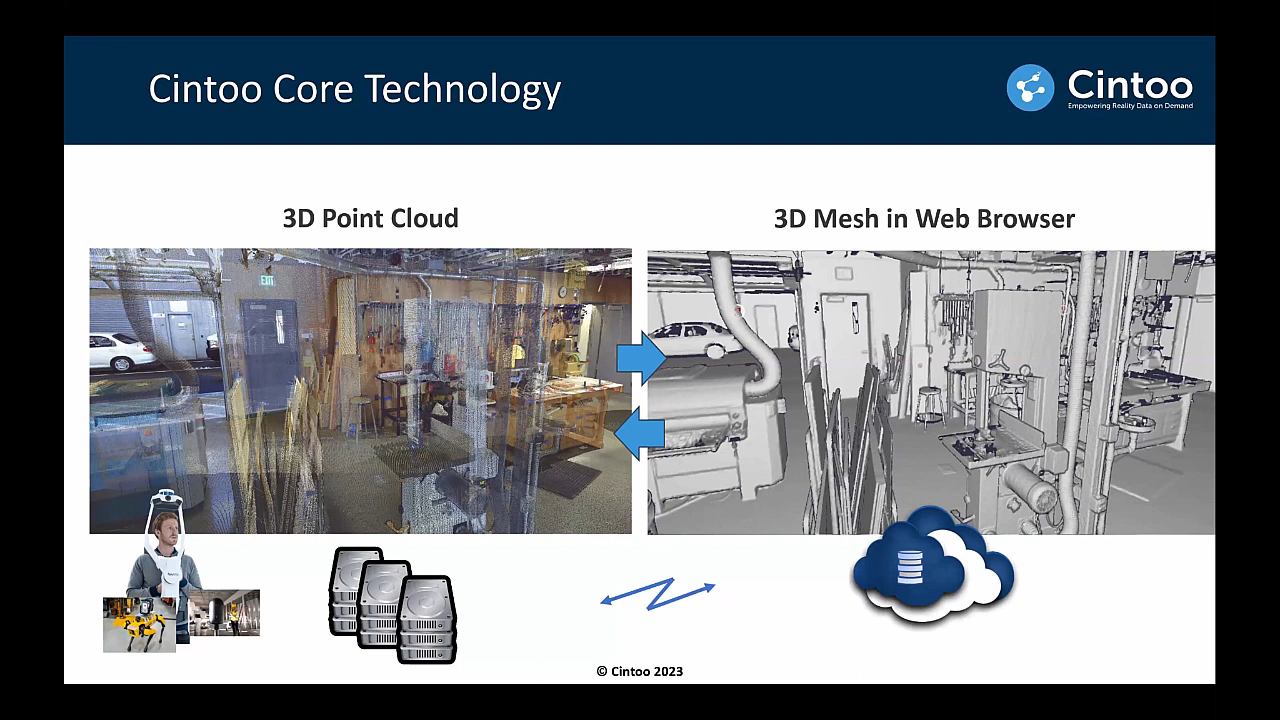 Cintoo Core Technology
Cintoo
Empowering Reality Data on Demand
3D Point Cloud
3D Mesh in Web Browser
EXIT
© Cintoo 2023